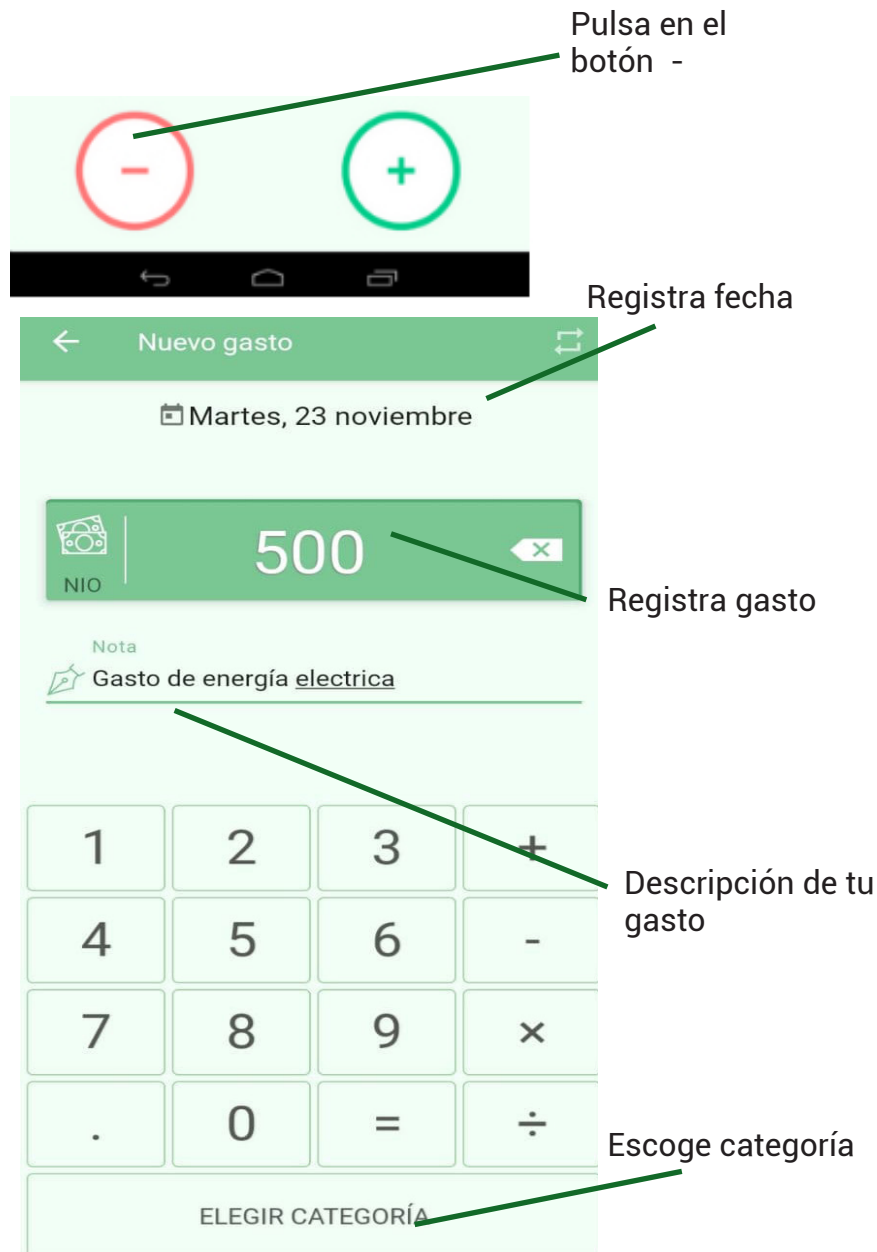 Pulsa en el
botón -
- +
Registra fecha
Nuevo gasto
Martes, 23 noviembre
500
NIO
Registra gasto
Nota
Gasto de energía electrica
1 2 3 +
Descripción de tu
gasto
4 5 6 -
7 8 9 ×
. 0 = ÷
Escoge categoría
ELEGIR CATEGORÍA